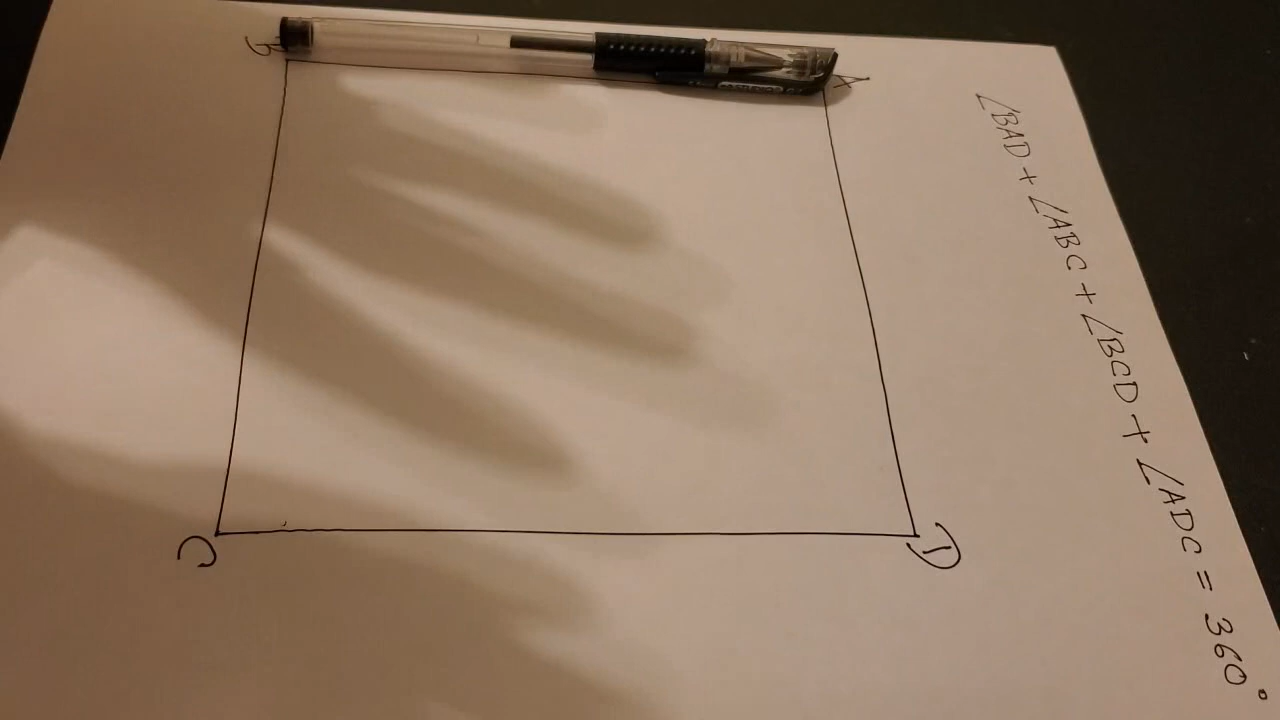 A
C
D
∠BAD + ∠ABC + ∠BCD + ∠ADC = 360°